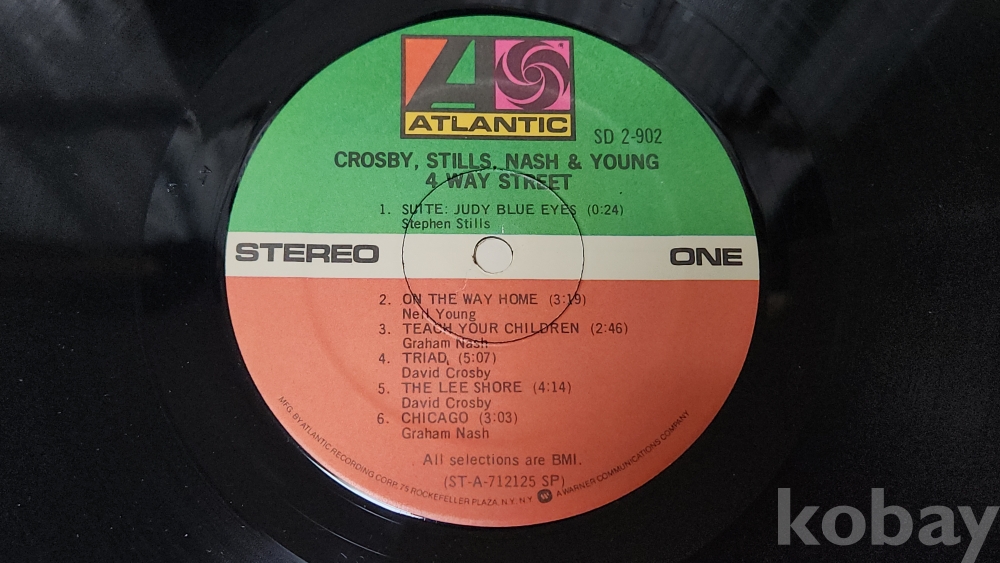 ATLANTIC
SD 2-902
CROSBY, STILLS, NASH & YOUNG
4 WAY STREET
1. SUITE: JUDY BLUE EYES (0:24)
Stephen Stills
STEREO ONE
2. ON THE WAY HOME (3:19)
Neil Young
3. TEACH YOUR CHILDREN (2:46)
Graham Nash
4. TRIAD (5:07)
David Crosby
5. THE LEE SHORE (4:14)
David Crosby
6. CHICAGO (3:03)
Graham Nash
All selections are BMI.
(ST-A-712125 SP)
MFG. BY ATLANTIC RECORDING CORP. 75 ROCKEFELLER PLAZA, N.Y. N.Y. A WARNER COMMUNICATIONS COMPANY
kobay